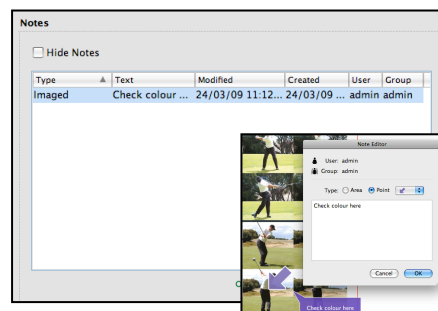 Notes
Hide Notes
Type Text Modified Created User Group
Imaged Check colour ... 24/03/09 11:12... 24/03/09 ... admin admin
Note Editor
User: admin
Group: admin
Type: Area Point
Check colour here
Cancel OK
Check colour here